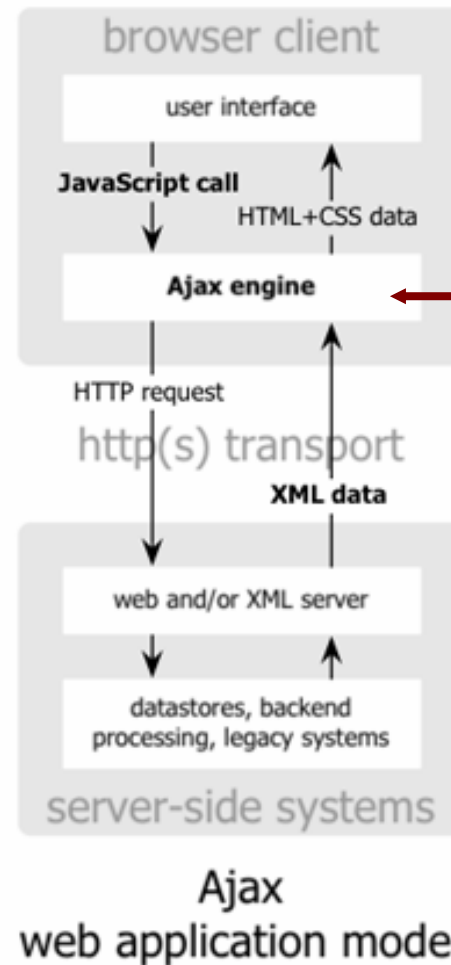 browser client
user interface
JavaScript call
HTML+CSS data
Ajax engine
HTTP request
http(s) transport
XML data
web and/or XML server
datastores, backend
processing, legacy systems
server-side systems
Ajax
web application mode